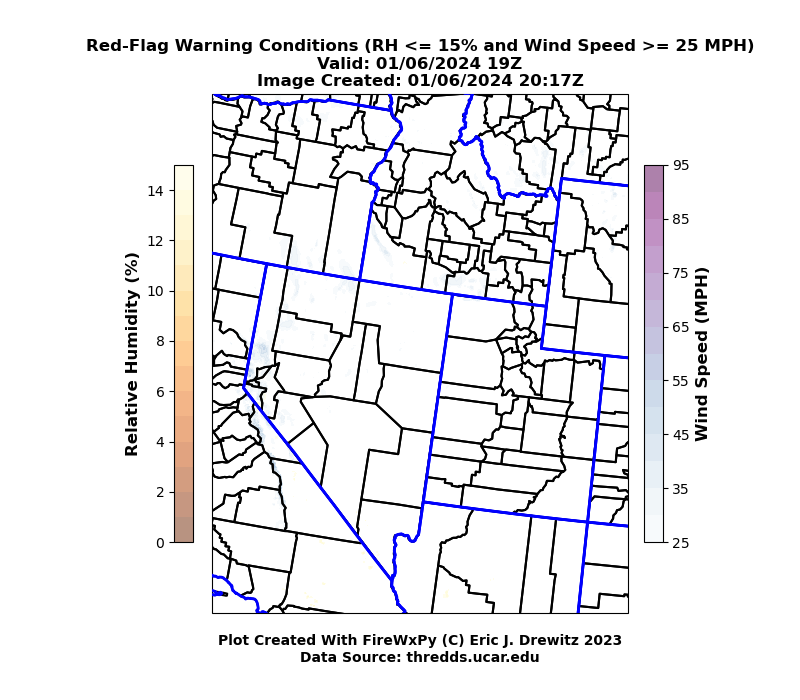 Red-Flag Warning Conditions (RH <= 15% and Wind Speed >= 25 MPH)
Valid: 01/06/2024 19Z
Image Created: 01/06/2024 20:17Z
Relative Humidity (%)
14
12
10
8
6
4
2
0
95
85
75
65
55
45
35
25
Wind Speed (MPH)
Plot Created With FireWxPy (C) Eric J. Drewitz 2023
Data Source: thredds.ucar.edu